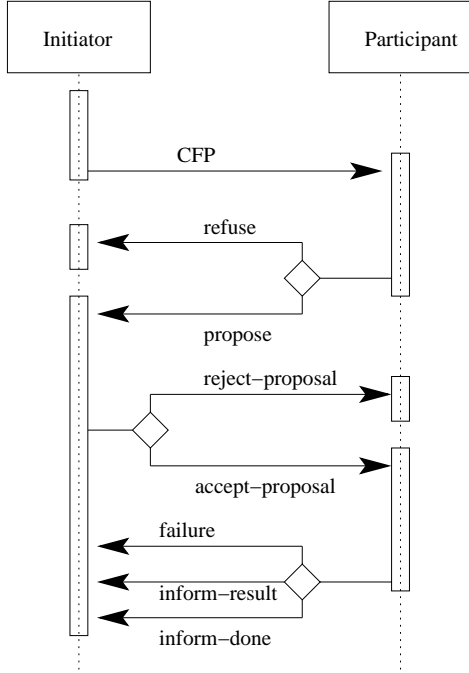 Initiator
Participant
CFP
refuse
propose
reject−proposal
accept−proposal
failure
inform−result
inform−done